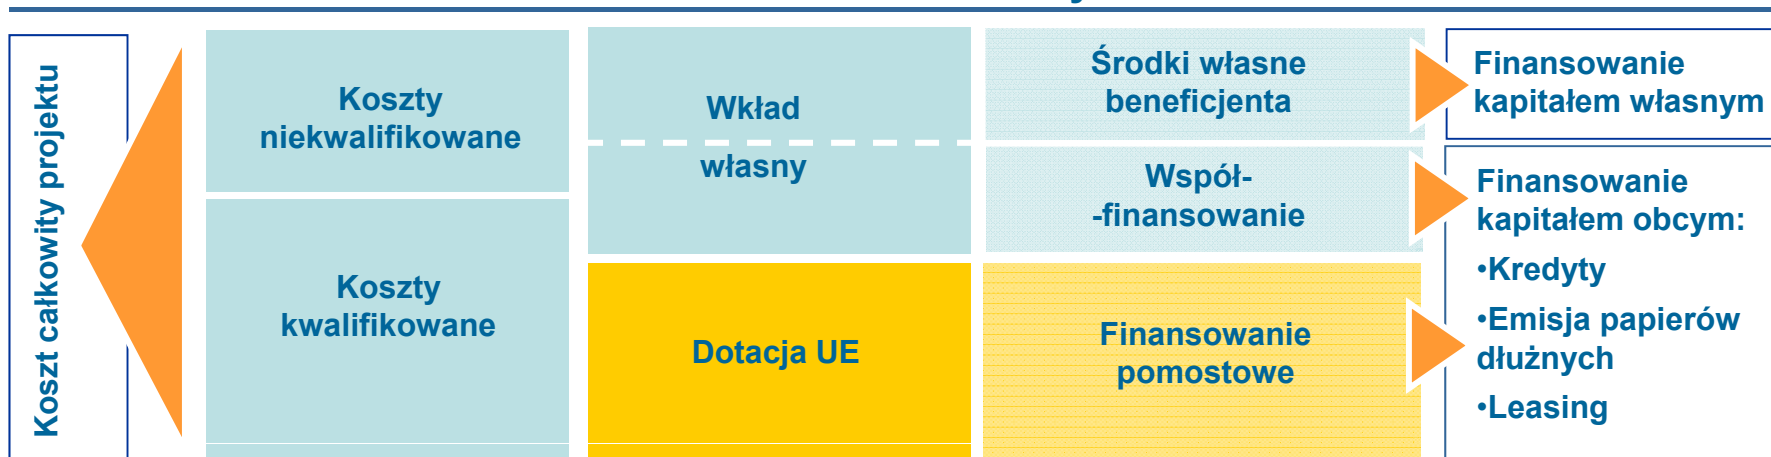 Koszt całkowity projektu
Koszty
niekwalifikowane
Koszty
kwalifikowane
Wkład
własny
Dotacja UE
Środki własne
beneficjenta
Współ-
-finansowanie
Finansowanie
pomostowe
Finansowanie
kapitałem własnym
Finansowanie
kapitałem obcym:
•Kredyty
•Emisja papierów
dłużnych
•Leasing